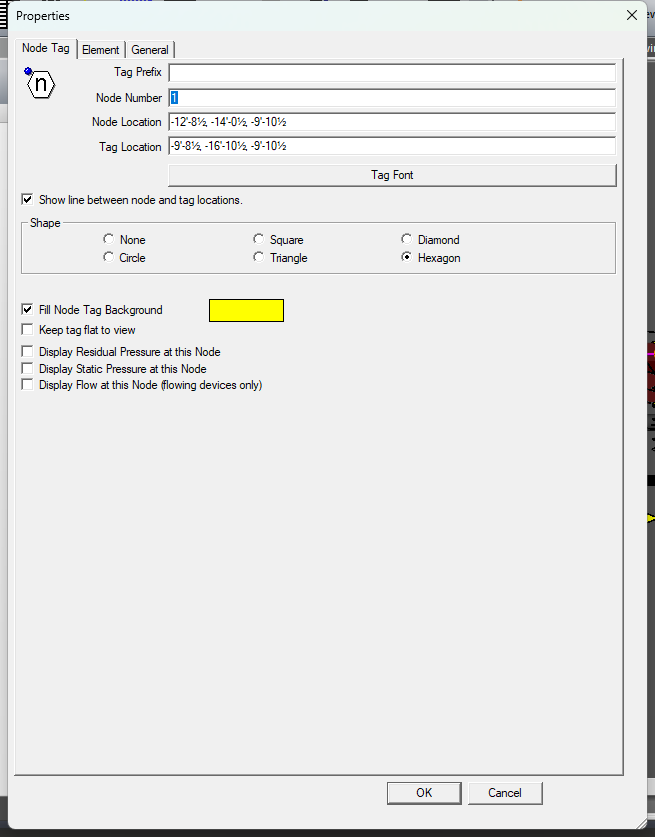 Properties
Node Tag Element General
n
Tag Prefix
Node Number 1
Node Location -12'-8½, -14'-0½, -9'-10½
Tag Location -9'-8½, -16'-10½, -9'-10½
Tag Font
Show line between node and tag locations.
Shape
None Square Diamond
Circle Triangle Hexagon
Fill Node Tag Background
Keep tag flat to view
Display Residual Pressure at this Node
Display Static Pressure at this Node
Display Flow at this Node (flowing devices only)
OK Cancel